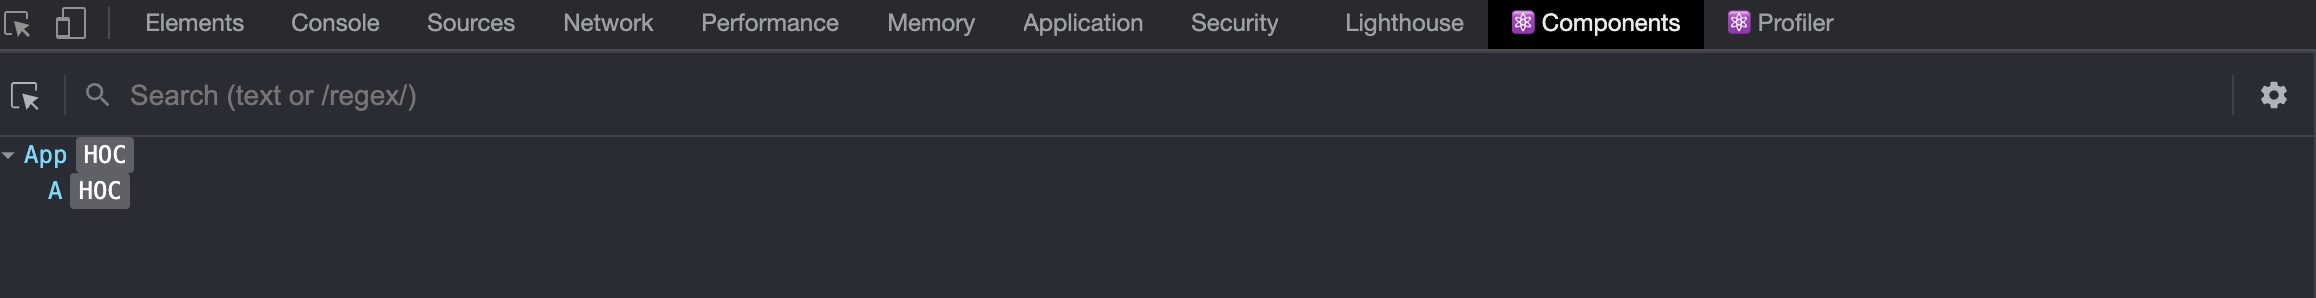 Elements Console Sources Network Performance Memory Application Security Lighthouse Components Profiler
Search (text or /regex/)
App HOC
A HOC